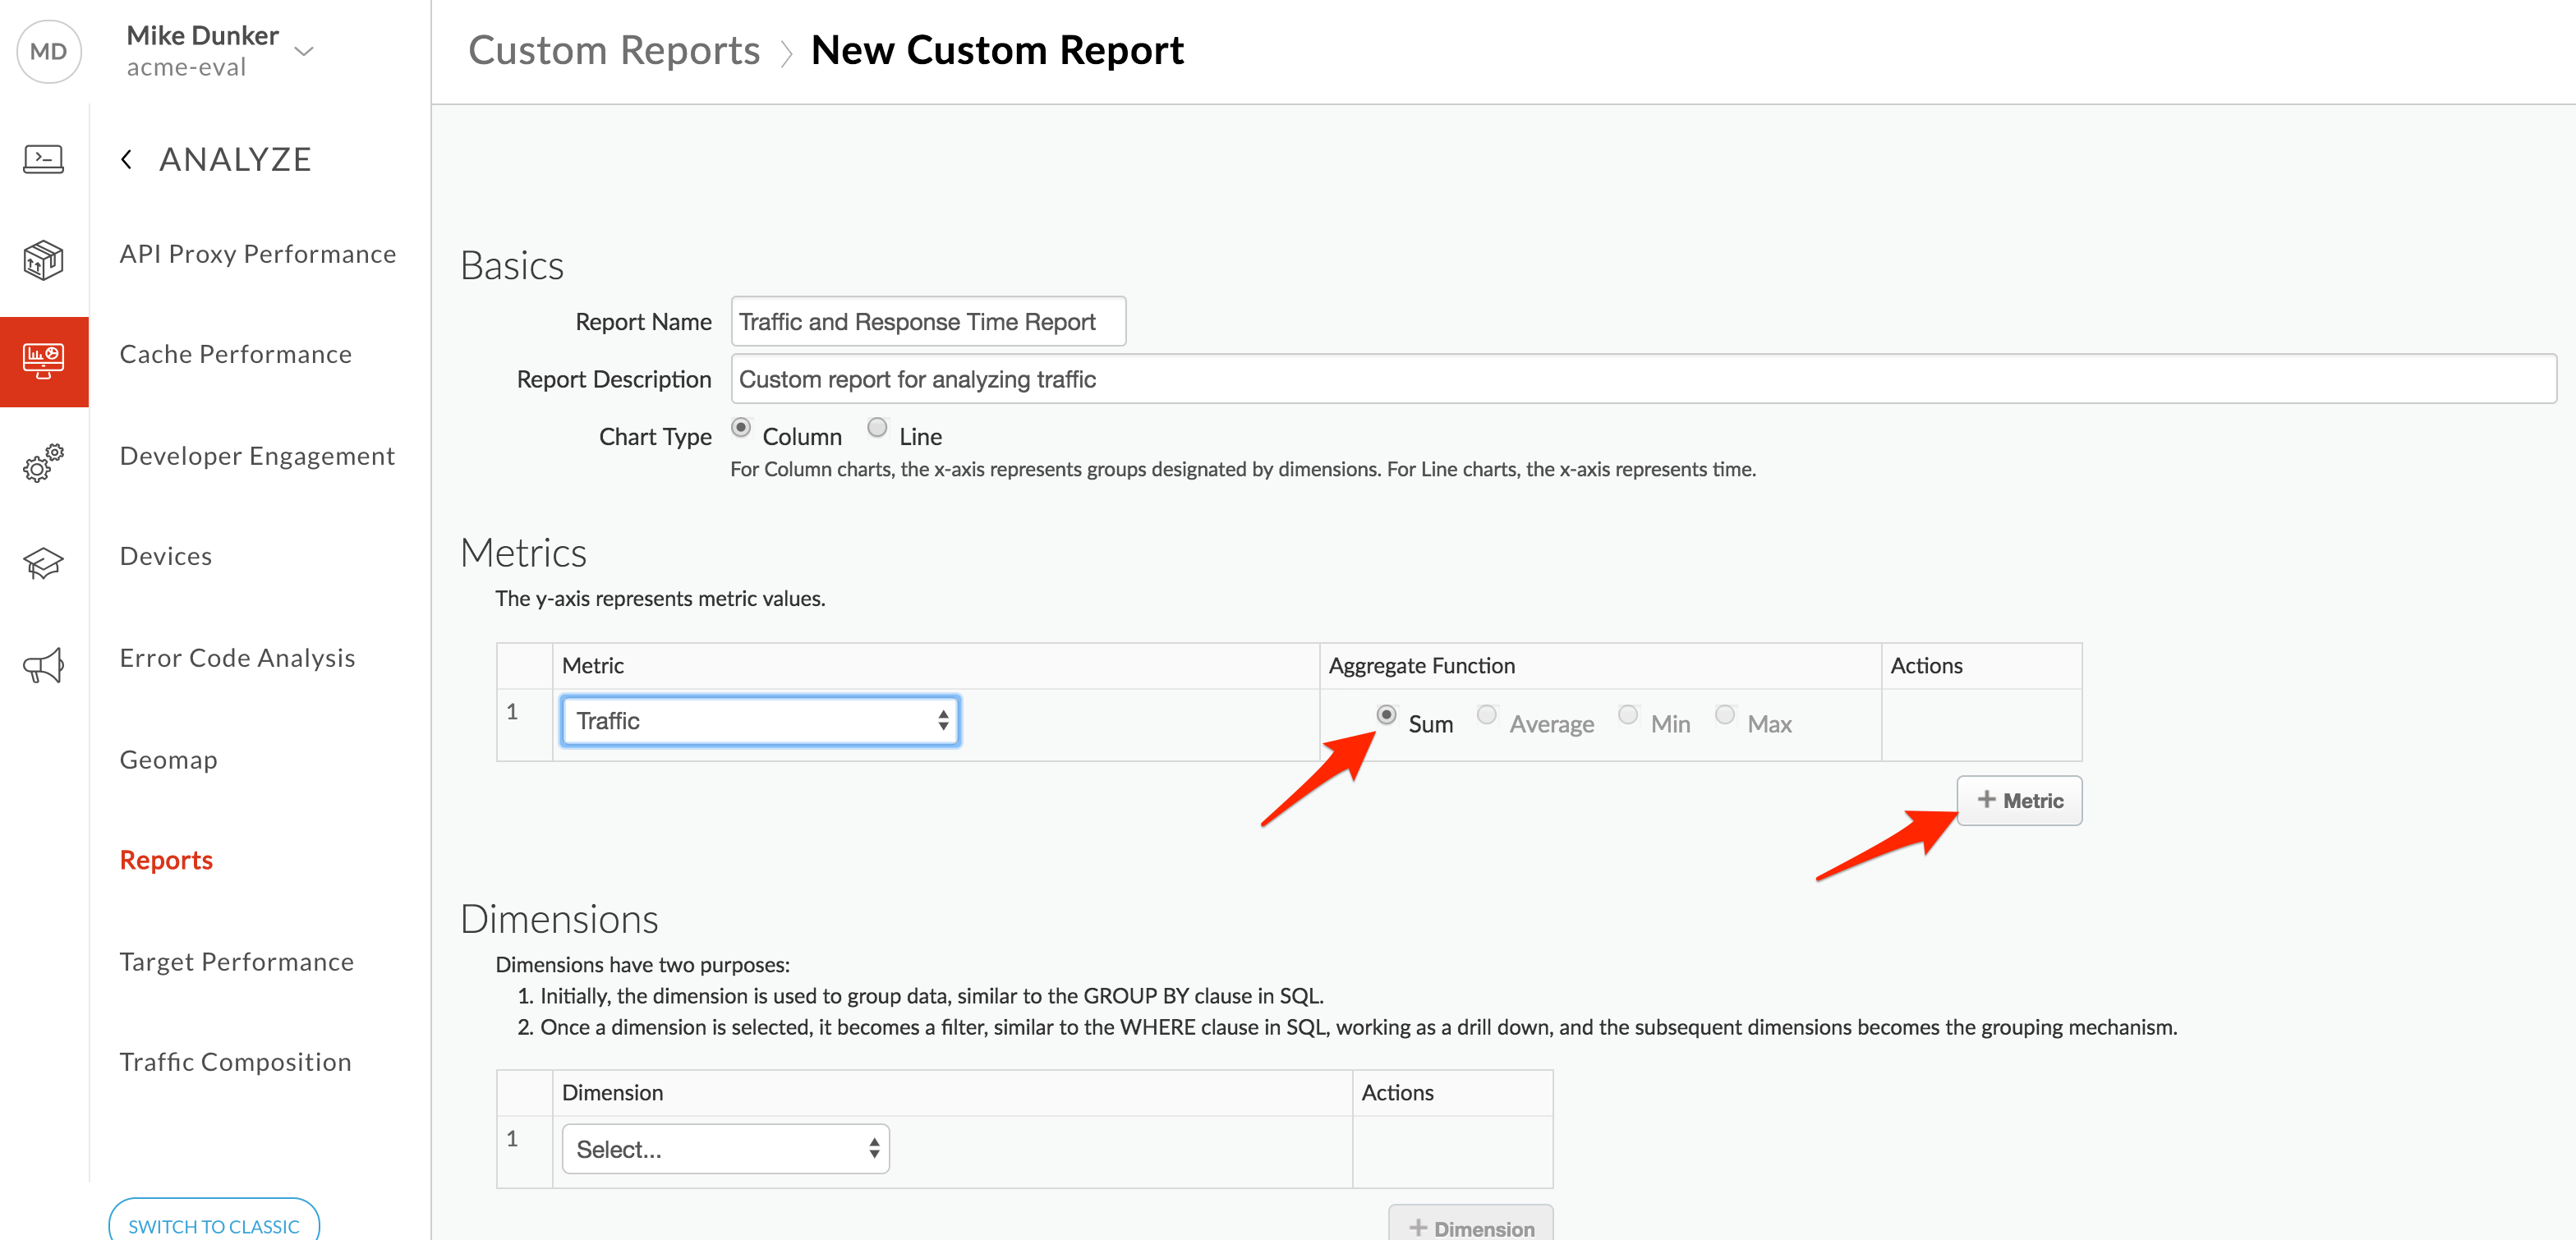 MD
Mike Dunker
acme-eval
Custom Reports
New Custom Report
ANALYZE
API Proxy Performance
Cache Performance
Developer Engagement
Devices
Error Code Analysis
Geomap
Reports
Target Performance
Traffic Composition
SWITCH TO CLASSIC
Basics
Report Name Traffic and Response Time Report
Report Description Custom report for analyzing traffic
Chart Type Column Line
For Column charts, the x-axis represents groups designated by dimensions. For Line charts, the x-axis represents time.
Metrics
The y-axis represents metric values.
Metric Aggregate Function Actions
1 Traffic Sum Average Min Max
+ Metric
Dimensions
Dimensions have two purposes:
1. Initially, the dimension is used to group data, similar to the GROUP BY clause in SQL.
2. Once a dimension is selected, it becomes a filter, similar to the WHERE clause in SQL, working as a drill down, and the subsequent dimensions becomes the grouping mechanism.
Dimension Actions
1 Select...
+ Dimension